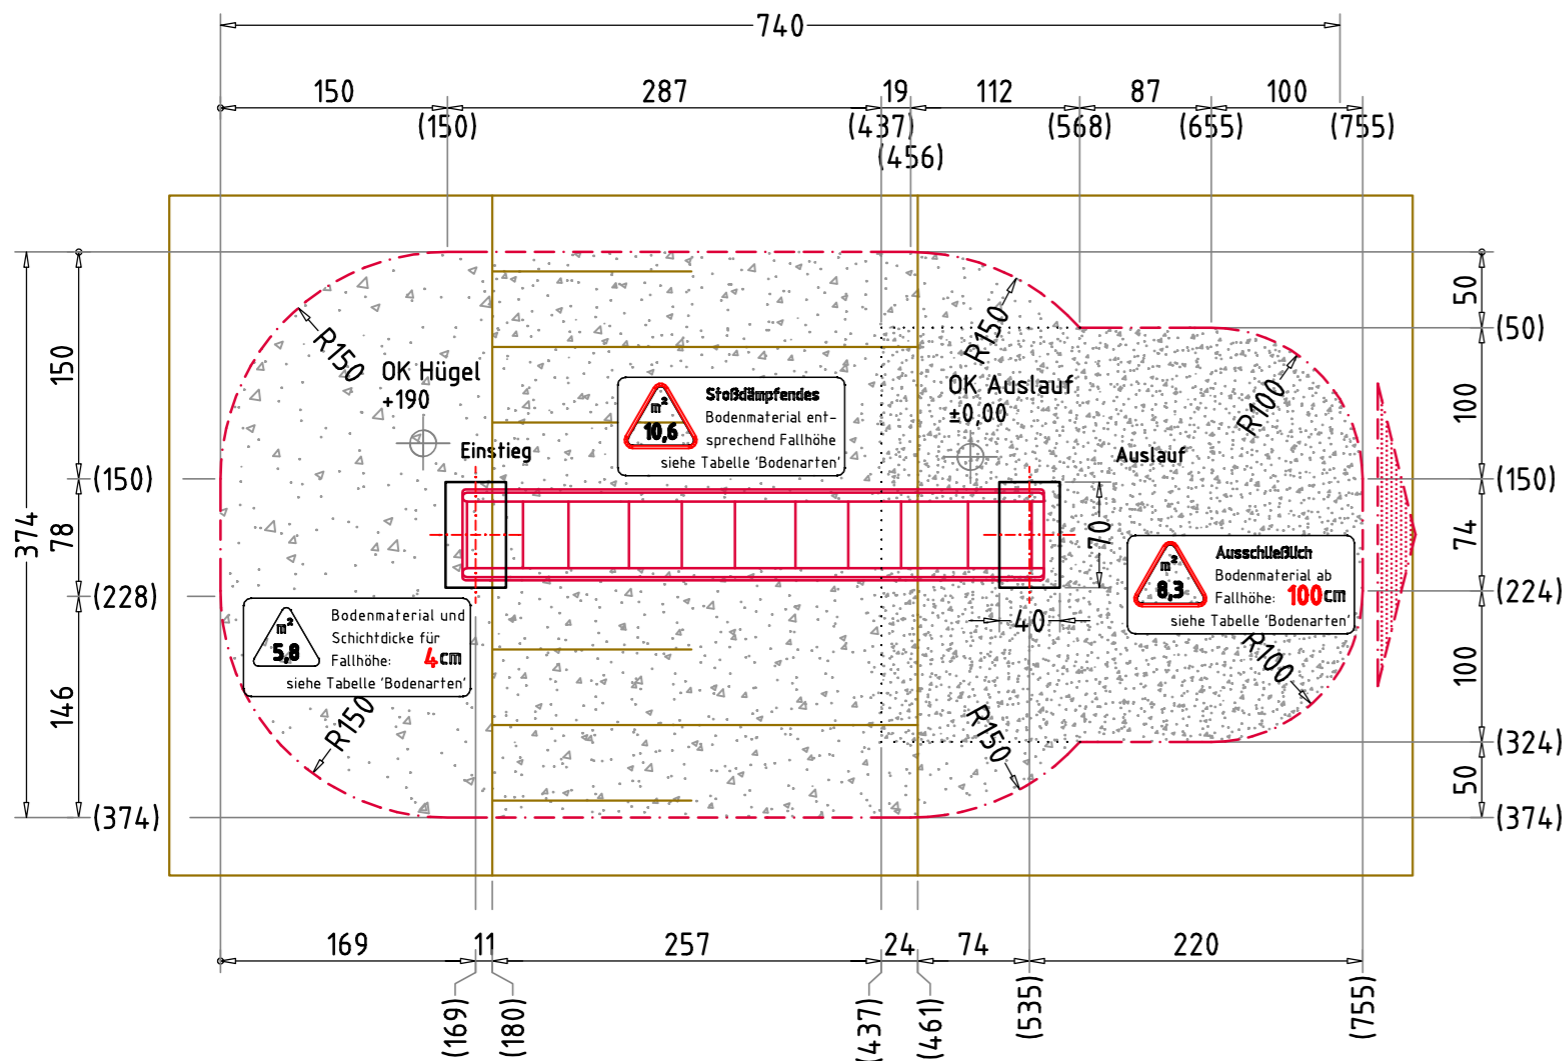 740
150 287 19 112 87 100
(150) (437) (568) (655) (755)
(456)
374
150
78
146
(150)
(228)
(374)
50
100
74
100
50
(50)
(150)
(224)
(324)
(374)
R150
R150
R150
R150
R100
R100
OK Hügel
+190
Einstieg
m²
10,6
Stoßdämpfendes
Bodenmaterial ent-
sprechend Fallhöhe
siehe Tabelle 'Bodenarten'
OK Auslauf
±0,00
Auslauf
70
40
m²
5,8
Bodenmaterial und
Schichtdicke für
Fallhöhe: 4cm
siehe Tabelle 'Bodenarten'
m²
8,3
Ausschließlich
Bodenmaterial ab
Fallhöhe: 100cm
siehe Tabelle 'Bodenarten'
169 11 257 24 74 220
(169) (180) (437) (461) (535) (755)